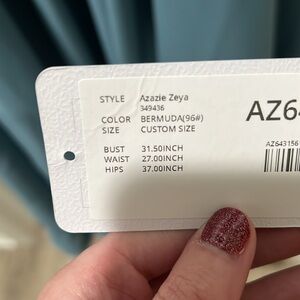 STYLE Azazie Zeya
349436
COLOR BERMUDA(96#)
SIZE CUSTOM SIZE
BUST 31.50INCH
WAIST 27.00INCH
HIPS 37.00INCH
AZ6
AZ643156